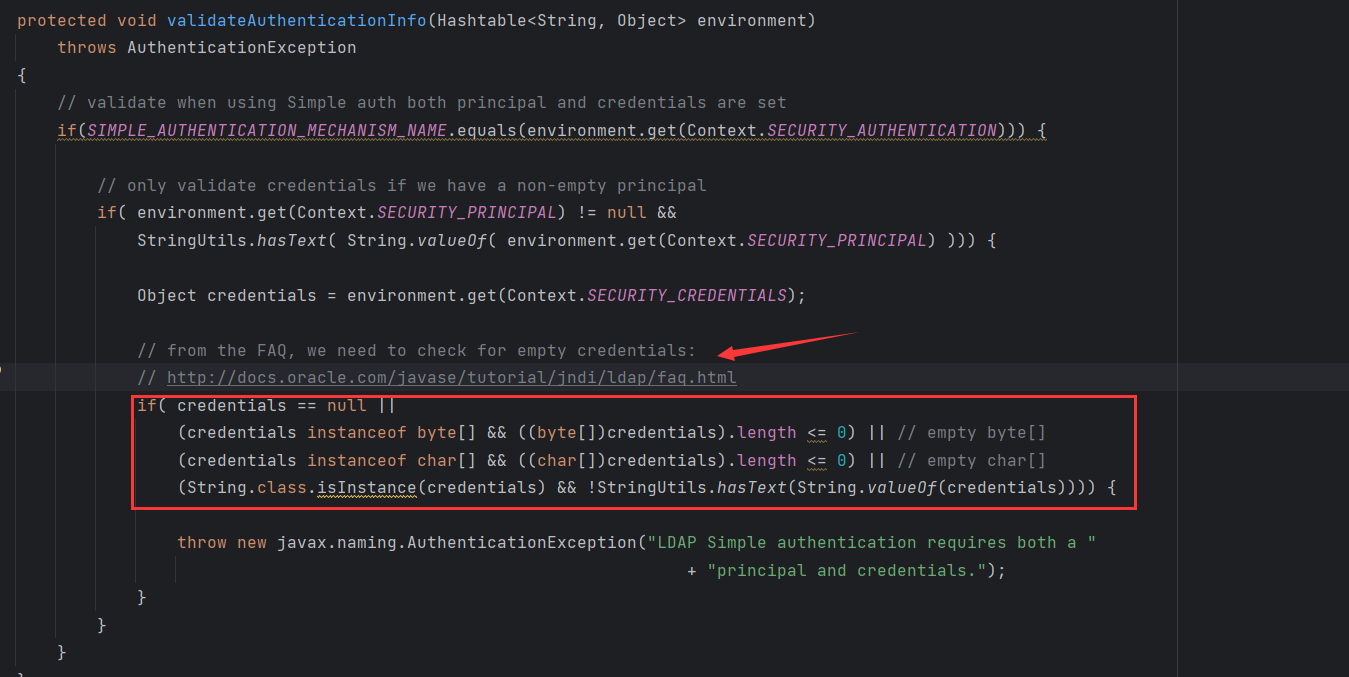 protected void validateAuthenticationInfo(Hashtable<String, Object> environment)
throws AuthenticationException
{
// validate when using Simple auth both principal and credentials are set
if(SIMPLE_AUTHENTICATION_MECHANISM_NAME.equals(environment.get(Context.SECURITY_AUTHENTICATION))) {
// only validate credentials if we have a non-empty principal
if( environment.get(Context.SECURITY_PRINCIPAL) != null &&
StringUtils.hasText( String.valueOf( environment.get(Context.SECURITY_PRINCIPAL) ))) {
Object credentials = environment.get(Context.SECURITY_CREDENTIALS);
// from the FAQ, we need to check for empty credentials:
// http://docs.oracle.com/javase/tutorial/jndi/ldap/faq.html
if( credentials == null ||
(credentials instanceof byte[] && ((byte[])credentials).length <= 0) || // empty byte[]
(credentials instanceof char[] && ((char[])credentials).length <= 0) || // empty char[]
(String.class.isInstance(credentials) && !StringUtils.hasText(String.valueOf(credentials)))) {
throw new javax.naming.AuthenticationException("LDAP Simple authentication requires both a "
+ "principal and credentials.");
}
}
}
}